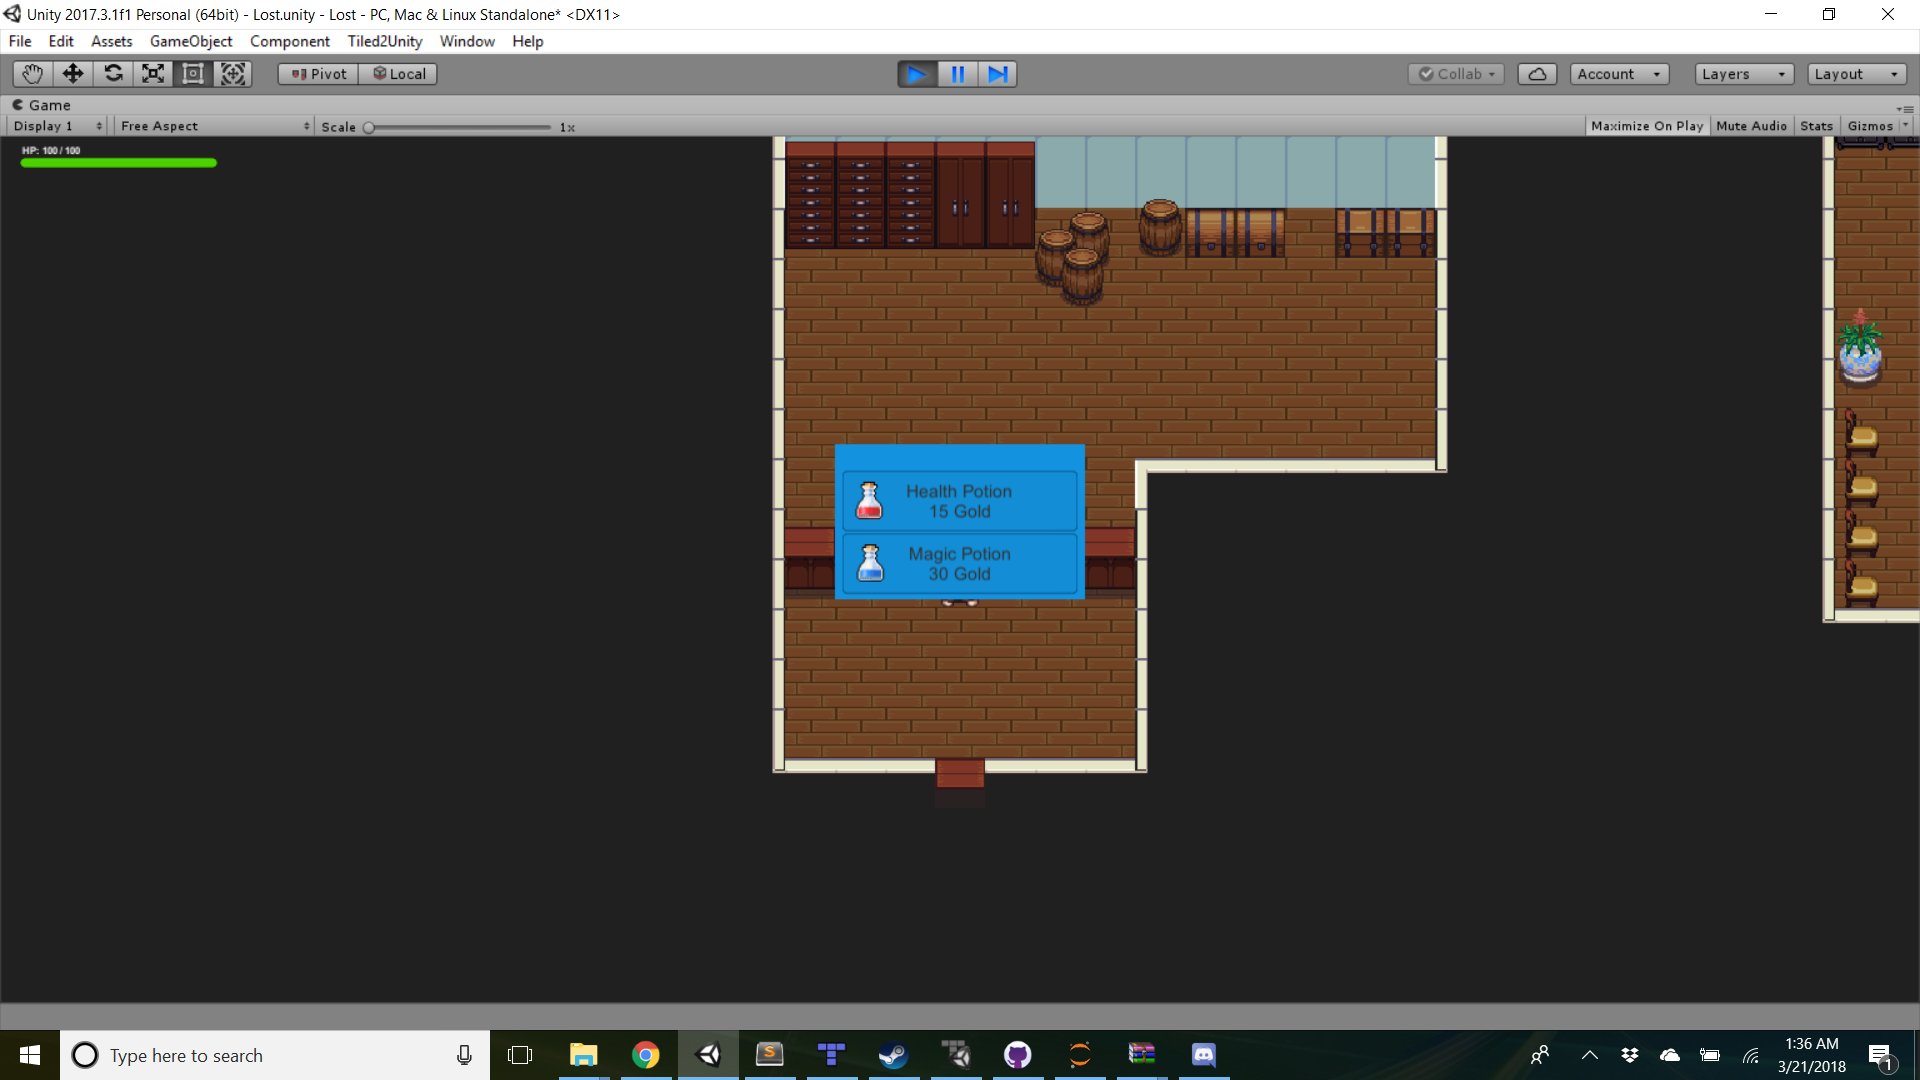 Unity 2017.3.1f1 Personal (64bit) - Lost.unity - Lost - PC, Mac & Linux Standalone* <DX11>
File Edit Assets GameObject Component Tiled2Unity Window Help
Pivot Local Collab Account Layers Layout
Game
Display 1 Free Aspect Scale 1x Maximize On Play Mute Audio Stats Gizmos
HP: 100 / 100
Health Potion
15 Gold
Magic Potion
30 Gold
Type here to search
1:36 AM
3/21/2018
1